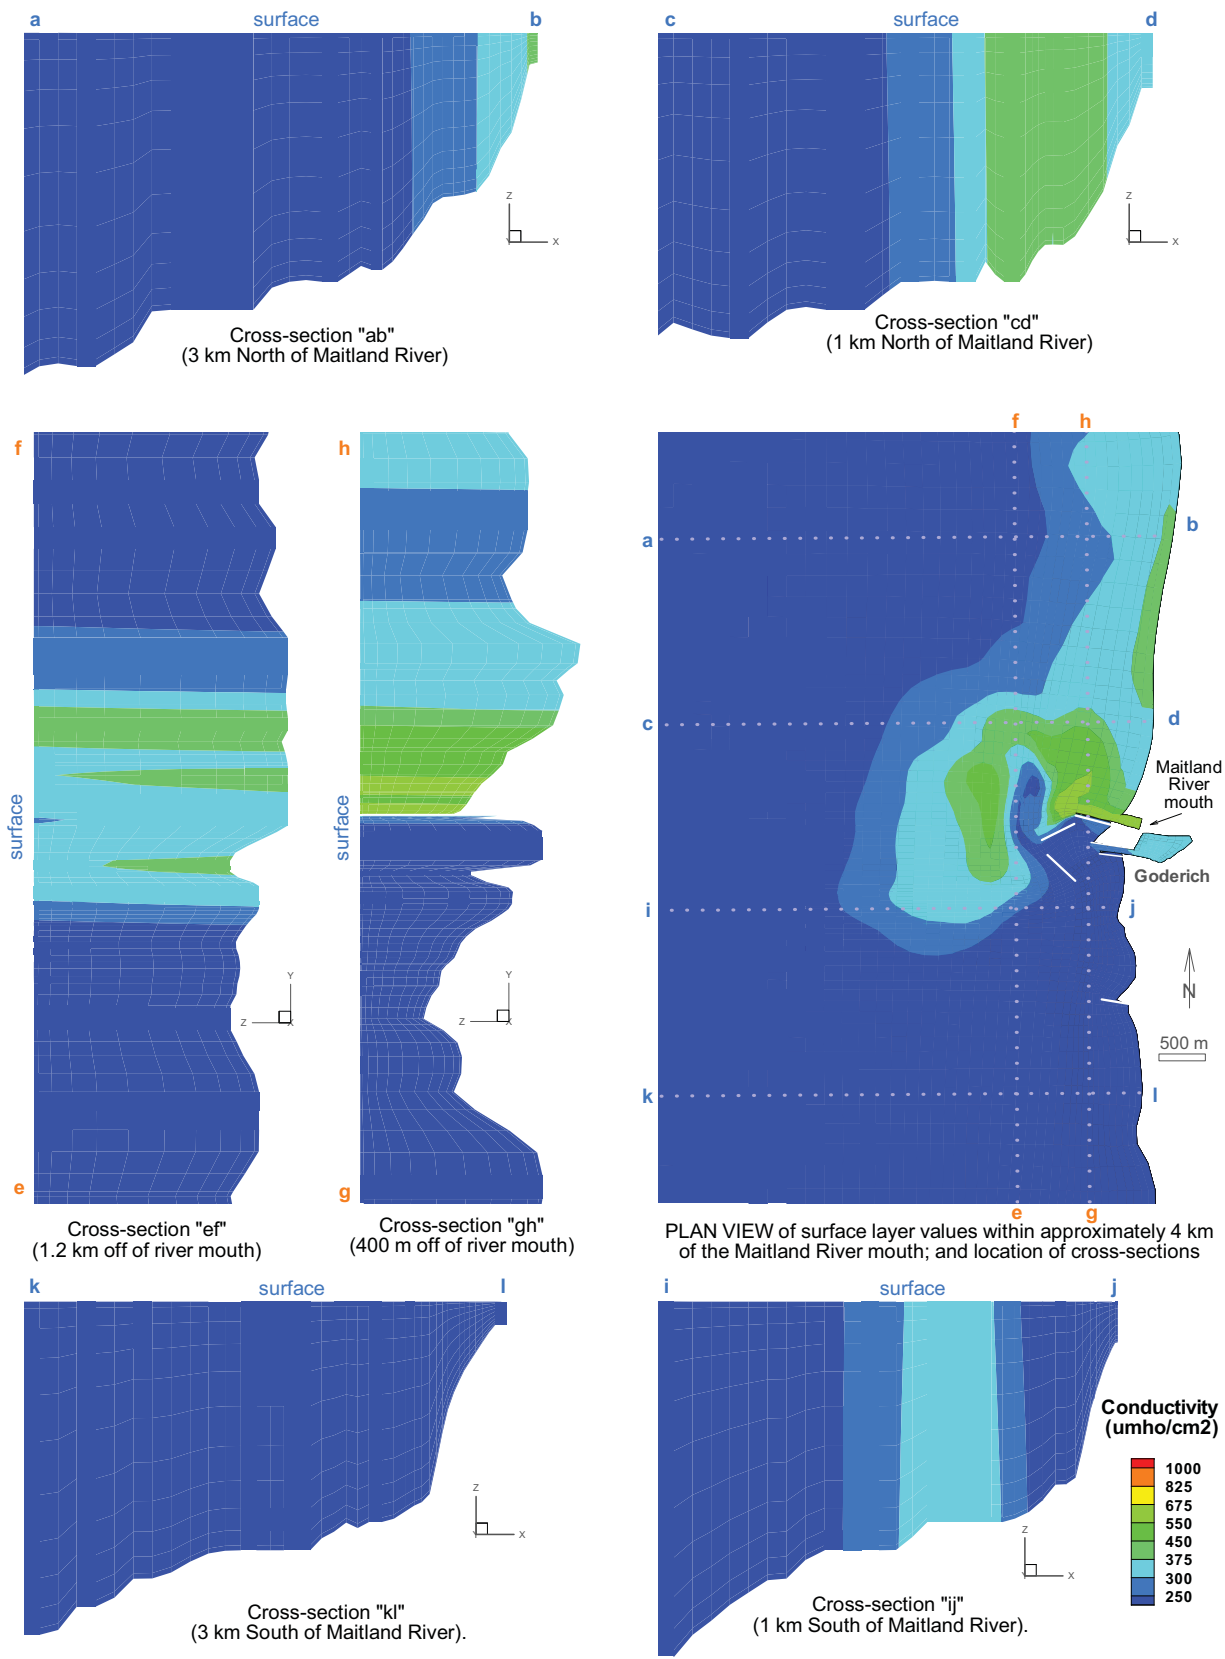 a surface b
c surface d
Z
X
Y
Z
X
Y
Cross-section "ab"
(3 km North of Maitland River)
Cross-section "cd"
(1 km North of Maitland River)
f
h
f h
surface
surface
a
b
c
d
Maitland
River
mouth
Goderich
i
j
N
500 m
k
l
Y
Z
X
Y
Z
X
e
g
e g
Cross-section "ef"
(1.2 km off of river mouth)
Cross-section "gh"
(400 m off of river mouth)
PLAN VIEW of surface layer values within approximately 4 km
of the Maitland River mouth; and location of cross-sections
k surface l
i surface j
Z
X
Y
Z
X
Y
Conductivity
(umho/cm2)
1000
825
675
550
450
375
300
250
Cross-section "kl"
(3 km South of Maitland River).
Cross-section "ij"
(1 km South of Maitland River).